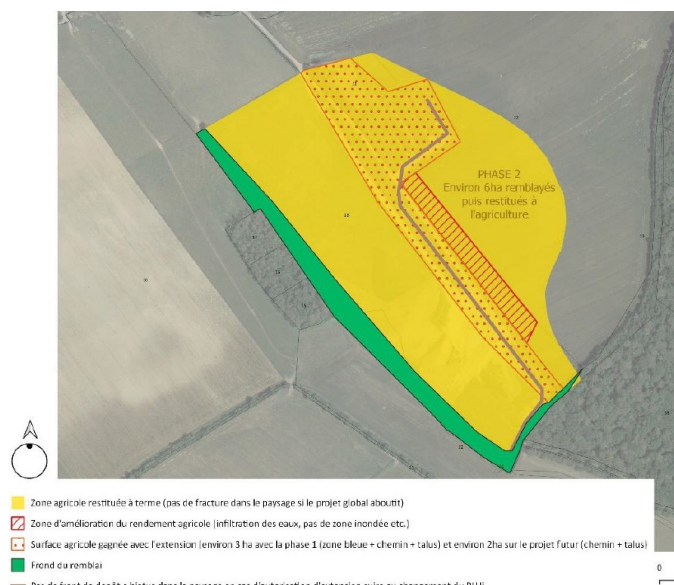 PHASE 2
Environ 6ha remblayés
puis restitués à
l'agriculture
Zone agricole restituée à terme (pas de fracture dans le paysage si le projet global aboutit)
Zone d'amélioration du rendement agricole (infiltration des eaux, pas de zone inondée etc.)
Surface agricole gagnée avec l'extension (environ 3 ha avec la phase 1 (zone bleue + chemin + talus) et environ 2ha sur le projet futur (chemin + talus)
Frond du remblai
0